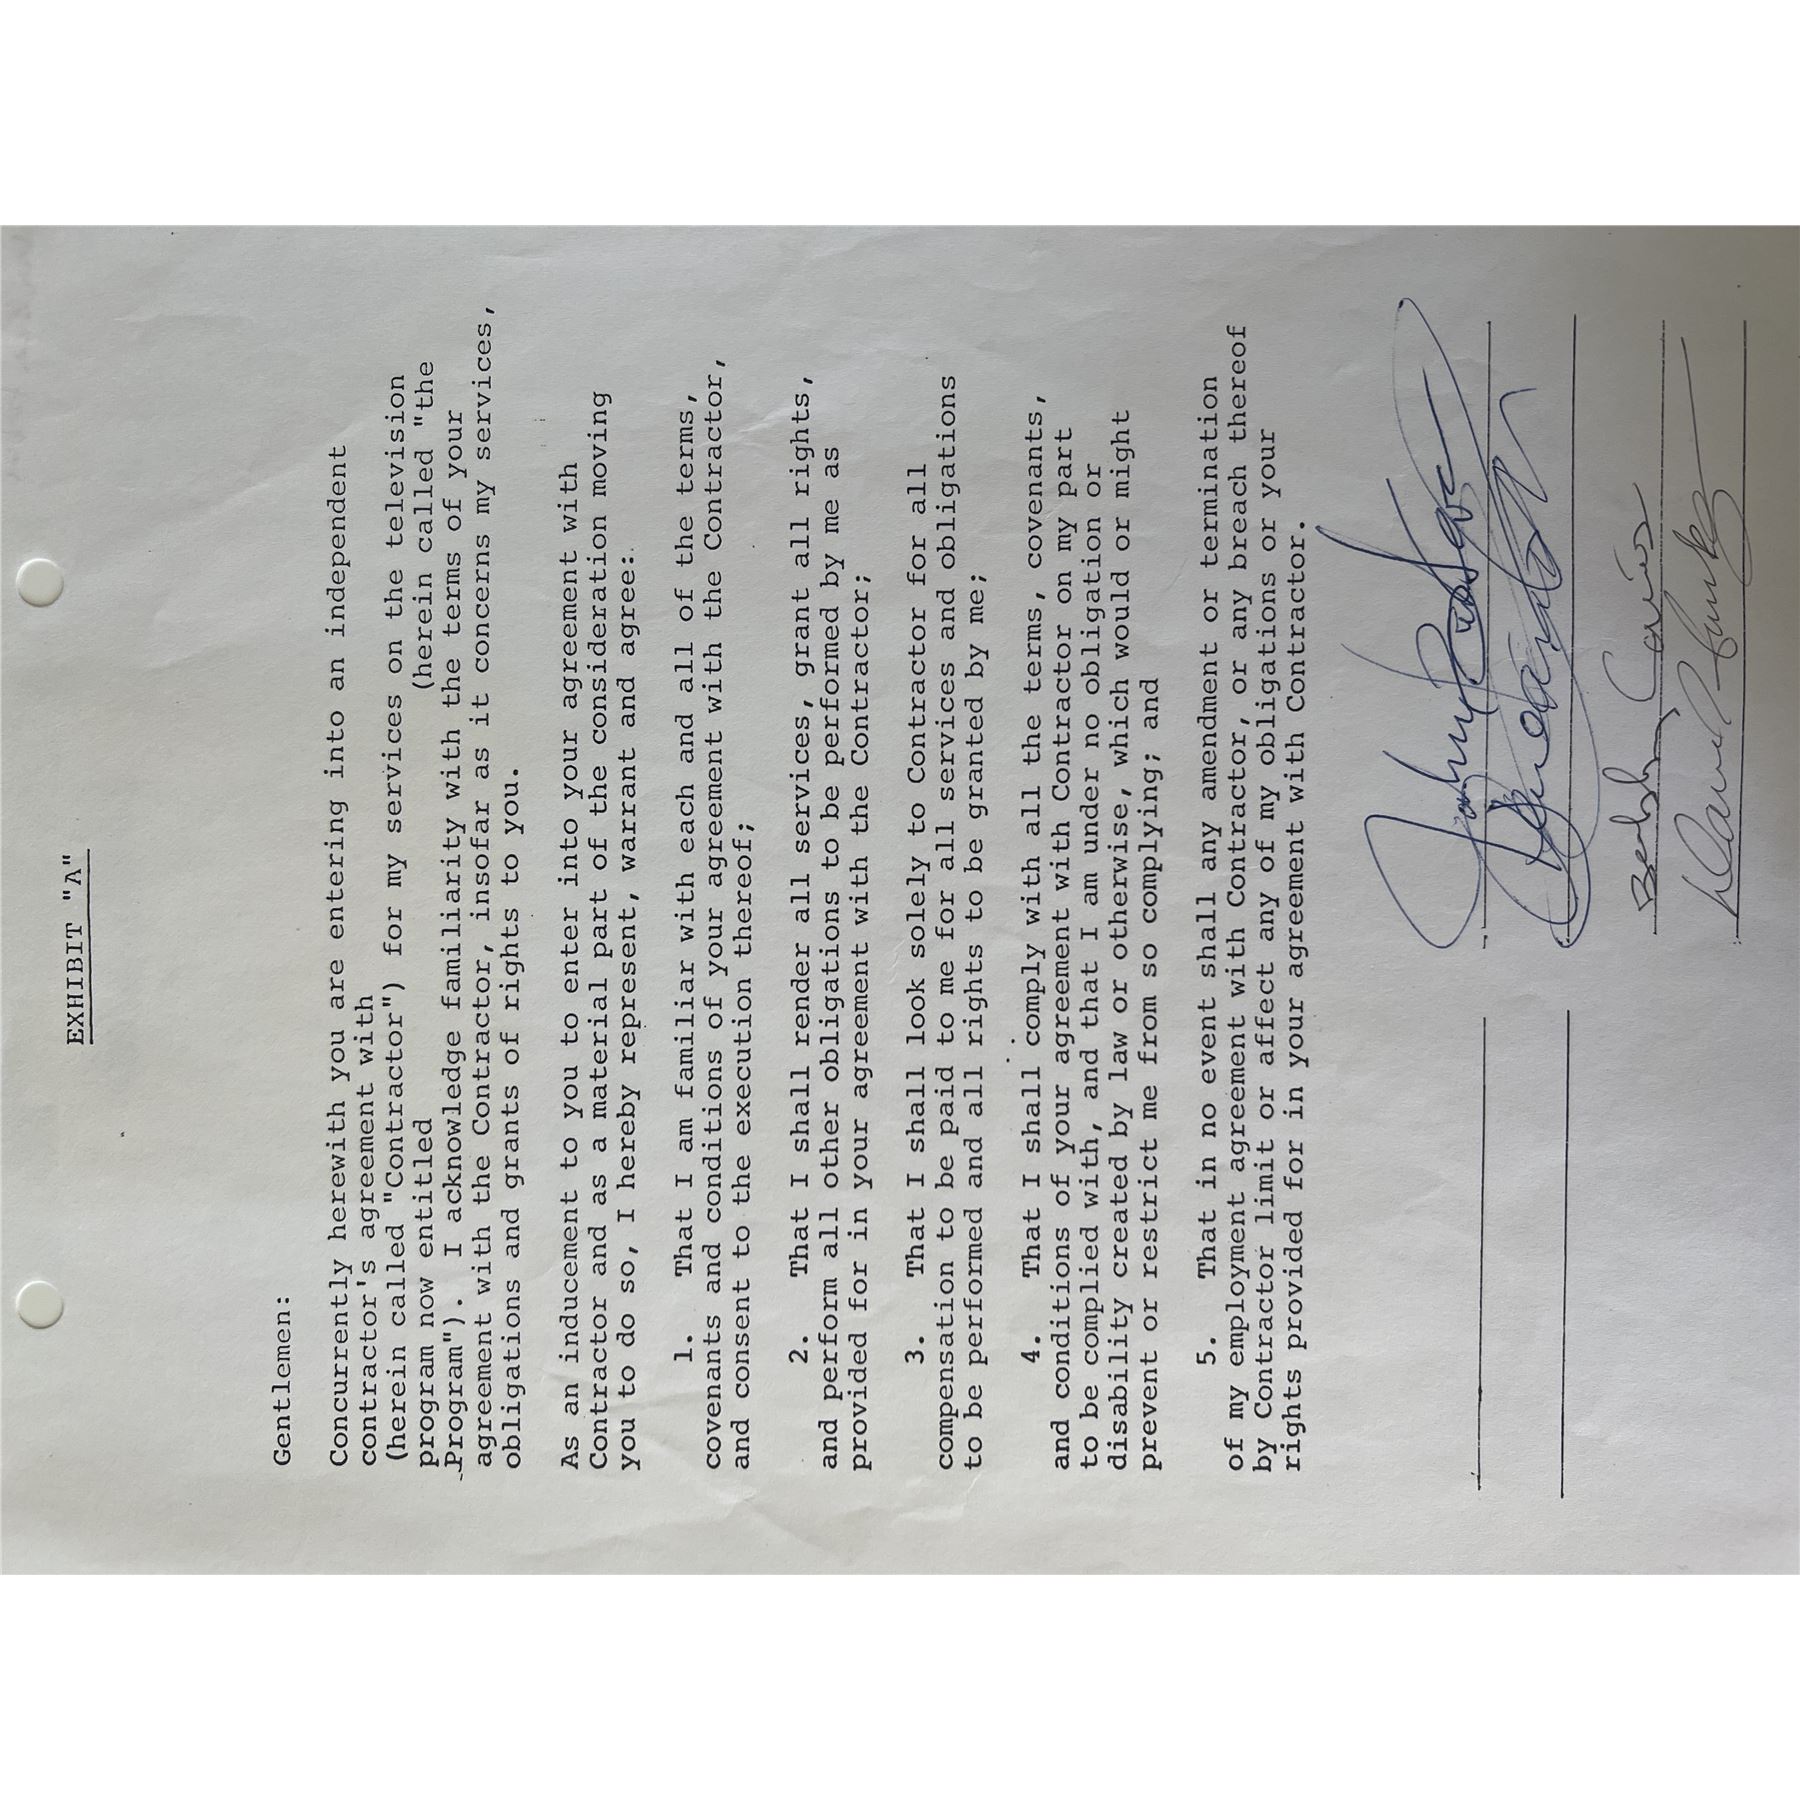 EXHIBIT "A"
Gentlemen:
Concurrently herewith you are entering into an independent
contractor's agreement with
(herein called "Contractor") for my services on the television
program now entitled (herein called "the
Program"). I acknowledge familiarity with the terms of your
agreement with the Contractor, insofar as it concerns my services,
obligations and grants of rights to you.
As an inducement to you to enter into your agreement with
Contractor and as a material part of the consideration moving
you to do so, I hereby represent, warrant and agree:
1. That I am familiar with each and all of the terms,
covenants and conditions of your agreement with the Contractor,
and consent to the execution thereof;
2. That I shall render all services, grant all rights,
and perform all other obligations to be performed by me as
provided for in your agreement with the Contractor;
3. That I shall look solely to Contractor for all
compensation to be paid to me for all services and obligations
to be performed and all rights to be granted by me;
4. That I shall comply with all the terms, covenants,
and conditions of your agreement with Contractor on my part
to be complied with, and that I am under no obligation or
disability created by law or otherwise, which would or might
prevent or restrict me from so complying; and
5. That in no event shall any amendment or termination
of my employment agreement with Contractor, or any breach thereof
by Contractor limit or affect any of my obligations or your
rights provided for in your agreement with Contractor.
Johnny